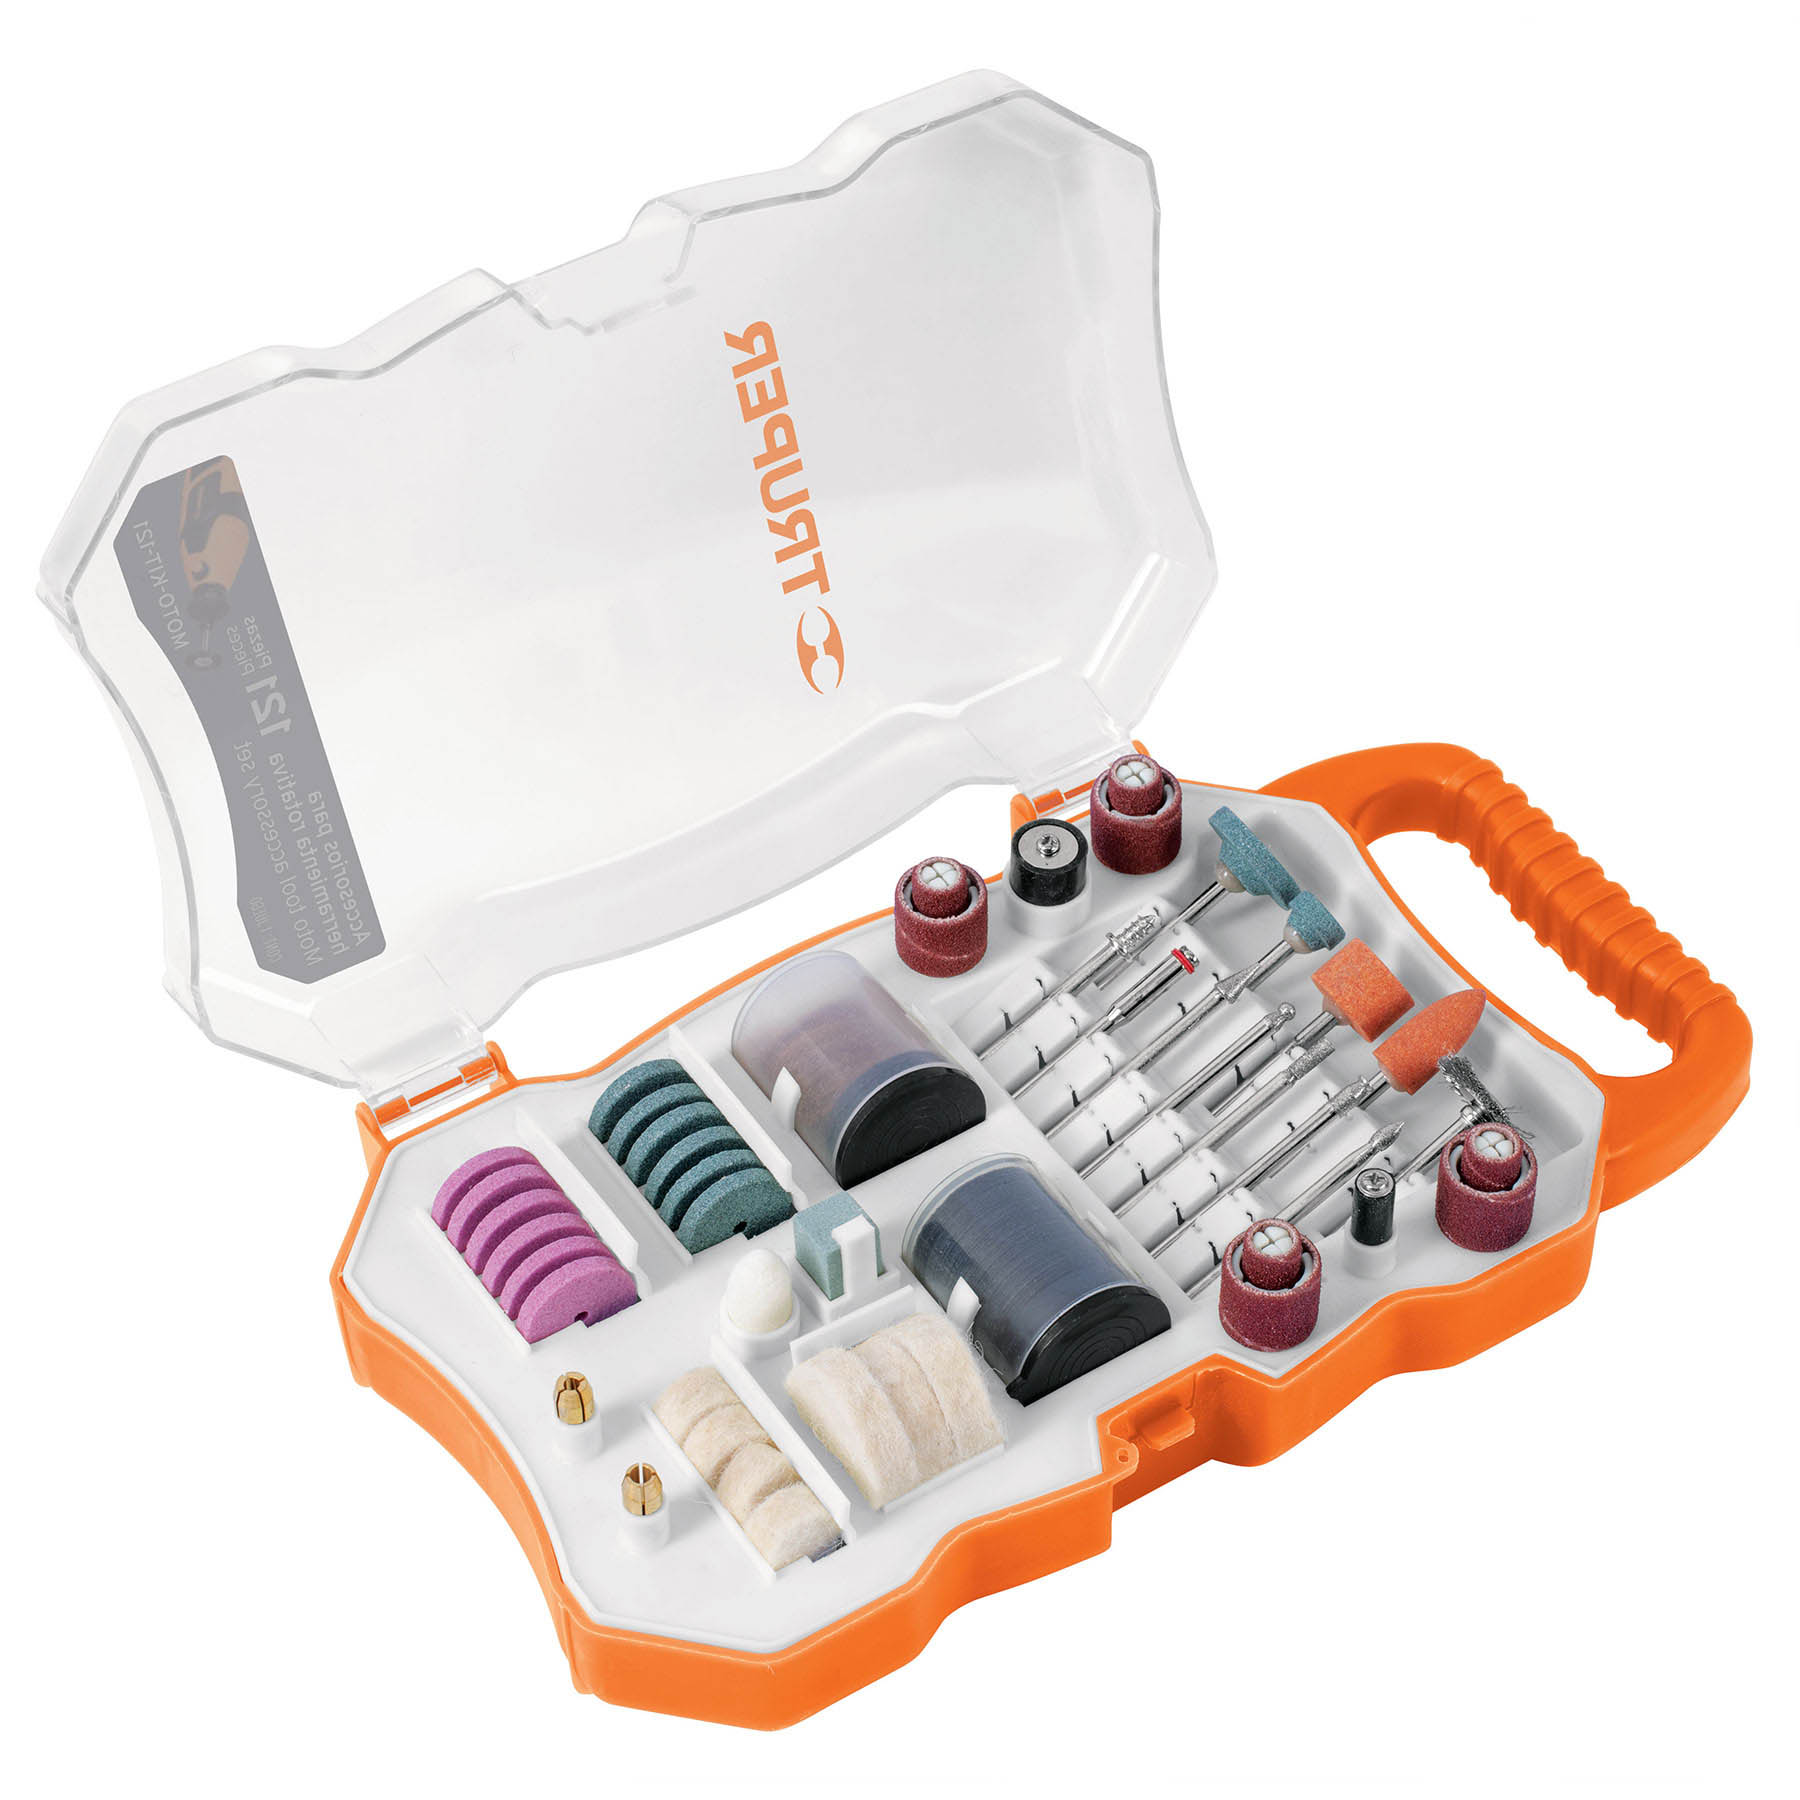 TRUPER
MOTO-KIT-121
121 Piezas
pieces
Accesorios para
herramienta rotativa
Moto tool accessory set